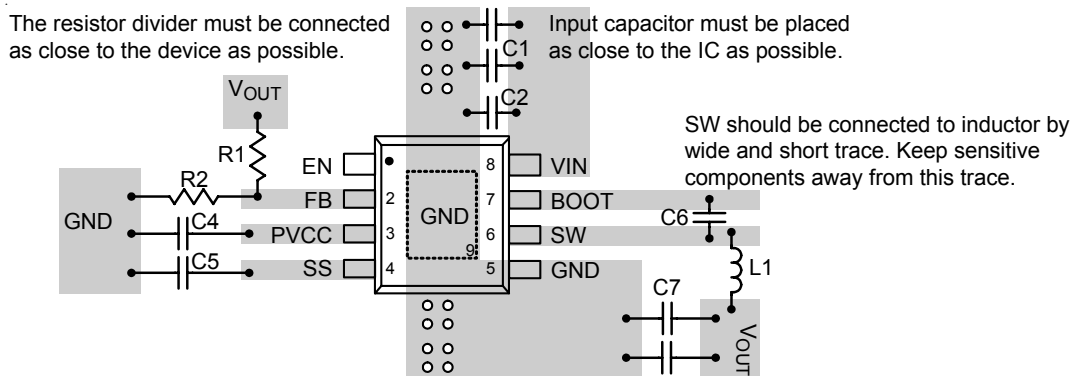 The resistor divider must be connected
as close to the device as possible.
Input capacitor must be placed
as close to the IC as possible.
C1
C2
VOUT
SW should be connected to inductor by
wide and short trace. Keep sensitive
components away from this trace.
R1
EN
8
VIN
R2
FB
2
GND
7
BOOT
GND
C4
PVCC
3
6
SW
C6
9
C5
SS
4
5
GND
L1
C7
VOUT